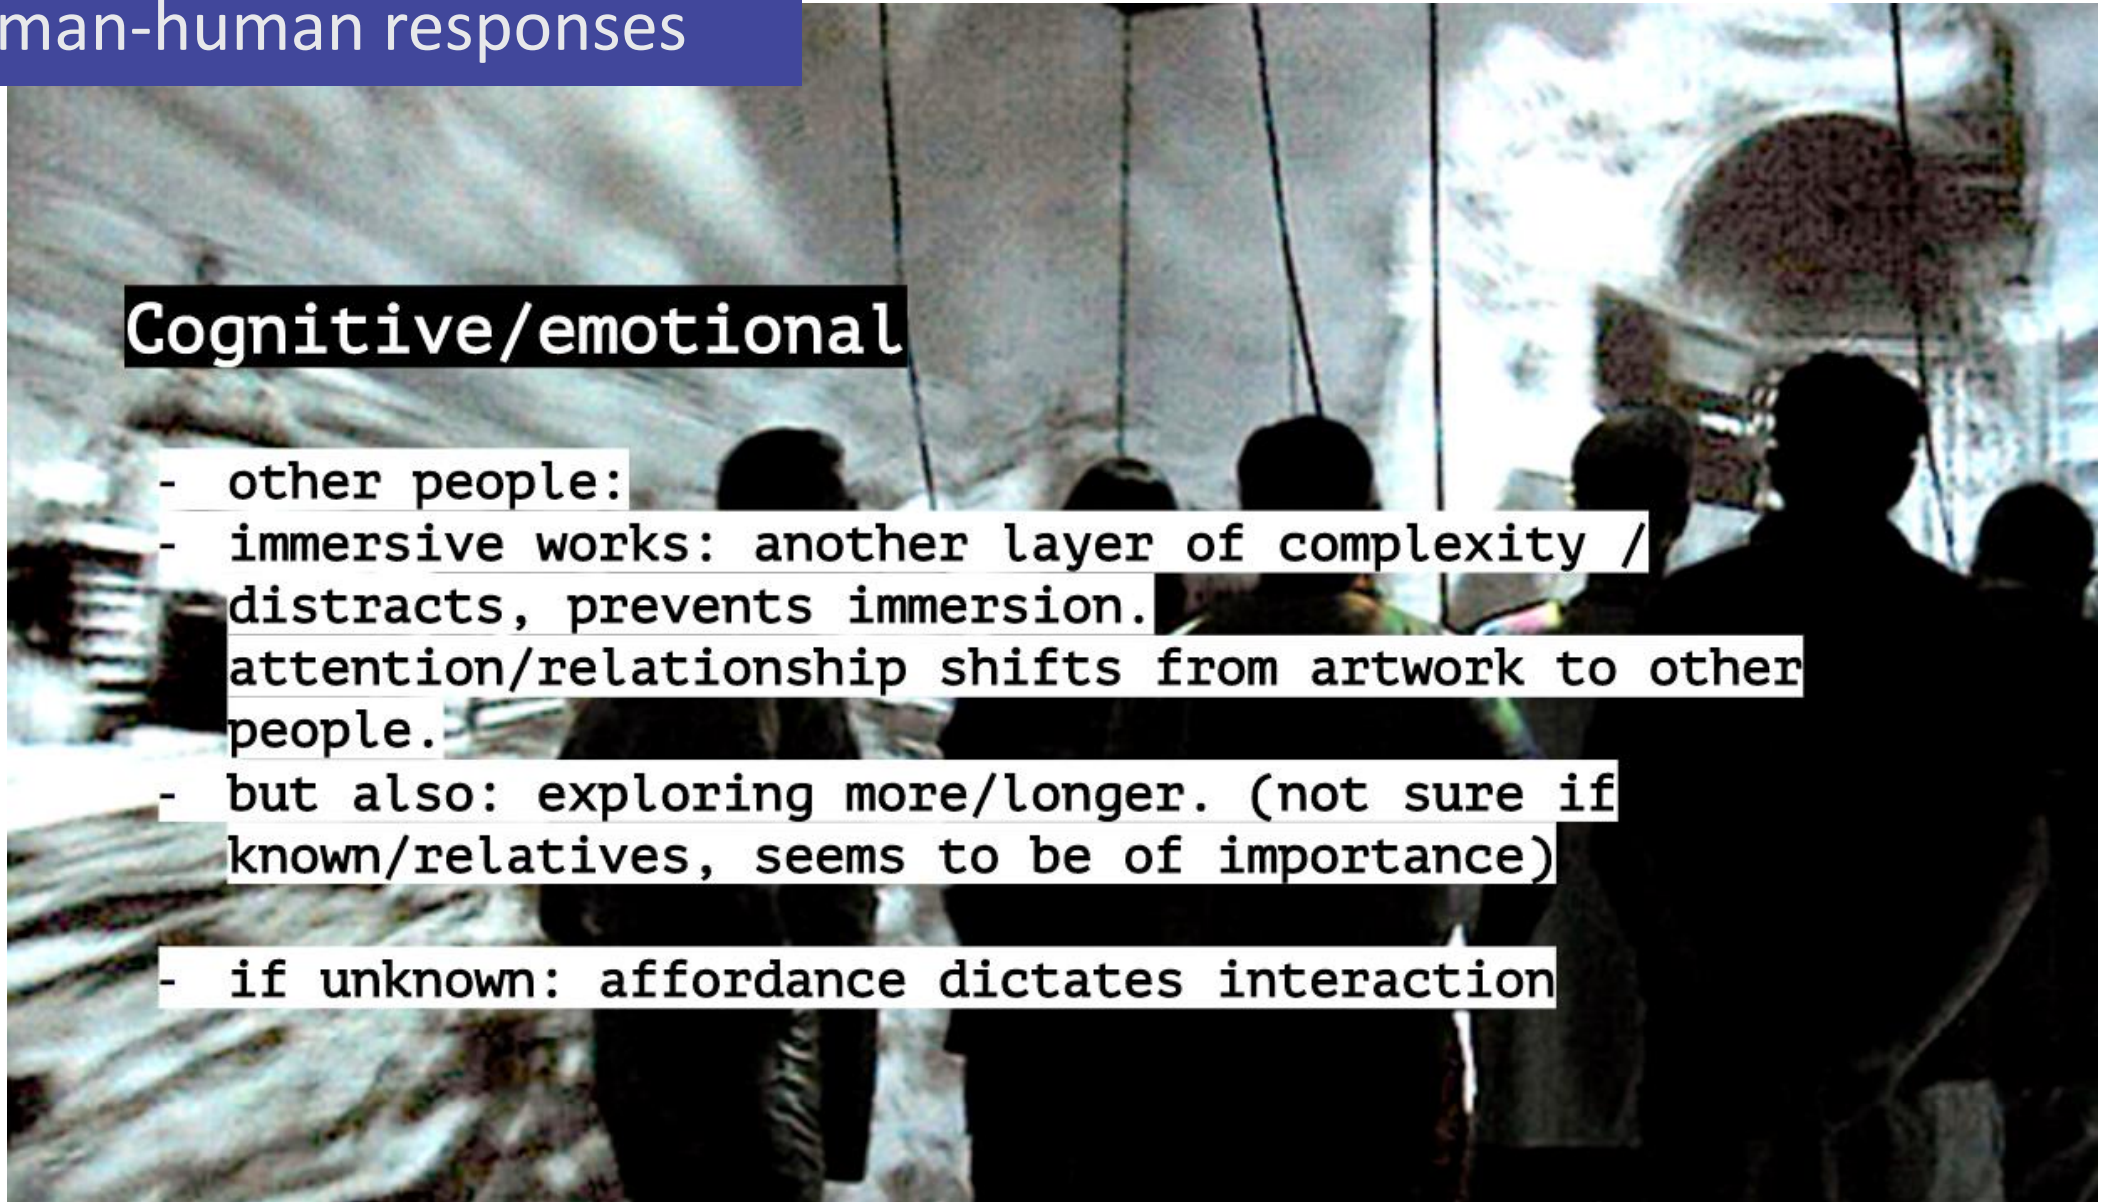 man-human responses
Cognitive/emotional
- other people:
- immersive works: another layer of complexity /
distracts, prevents immersion.
attention/relationship shifts from artwork to other
people.
- but also: exploring more/longer. (not sure if
known/relatives, seems to be of importance)
- if unknown: affordance dictates interaction